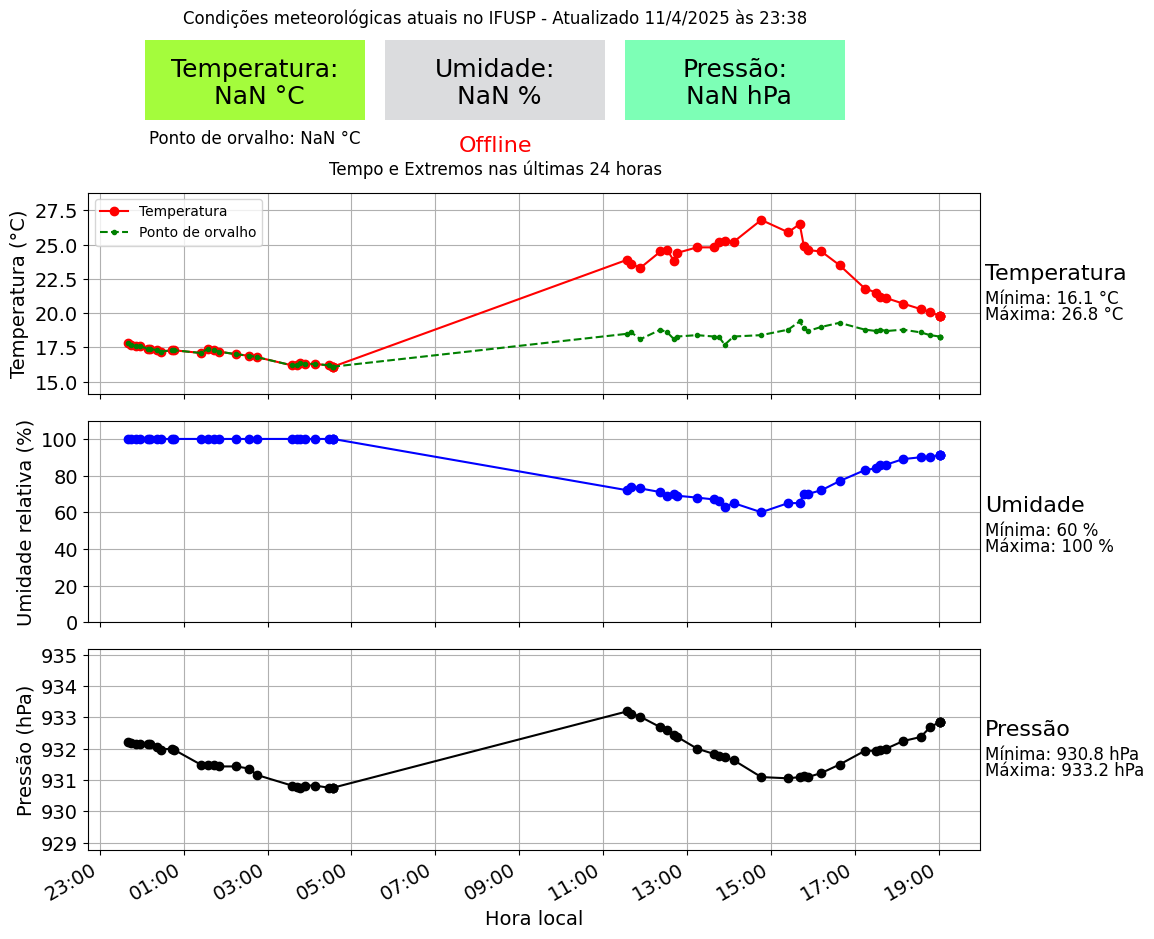 Condições meteorológicas atuais no IFUSP - Atualizado 11/4/2025 às 23:38
Temperatura:
NaN °C
Umidade:
NaN %
Pressão:
NaN hPa
Ponto de orvalho: NaN °C
Offline
Tempo e Extremos nas últimas 24 horas
Temperatura (°C)
27.5
25.0
22.5
20.0
17.5
15.0
Temperatura
Ponto de orvalho
Temperatura
Mínima: 16.1 °C
Máxima: 26.8 °C
Umidade relativa (%)
100
80
60
40
20
0
Umidade
Mínima: 60 %
Máxima: 100 %
Pressão (hPa)
935
934
933
932
931
930
929
Pressão
Mínima: 930.8 hPa
Máxima: 933.2 hPa
23:00
01:00
03:00
05:00
07:00
09:00
11:00
13:00
15:00
17:00
19:00
Hora local